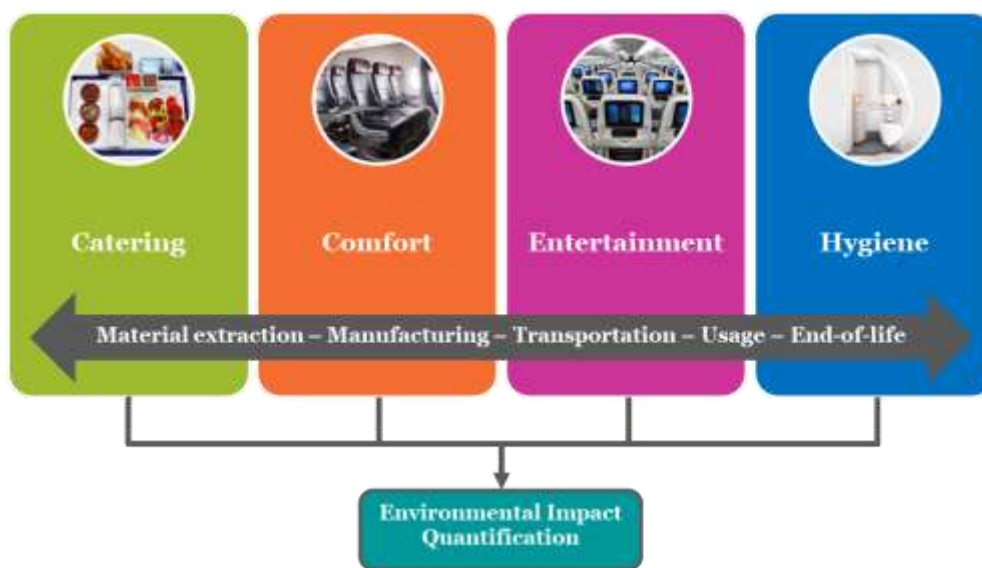 Catering
Comfort
Entertainment
Hygiene
Material extraction – Manufacturing – Transportation – Usage – End-of-life
Environmental Impact
Quantification